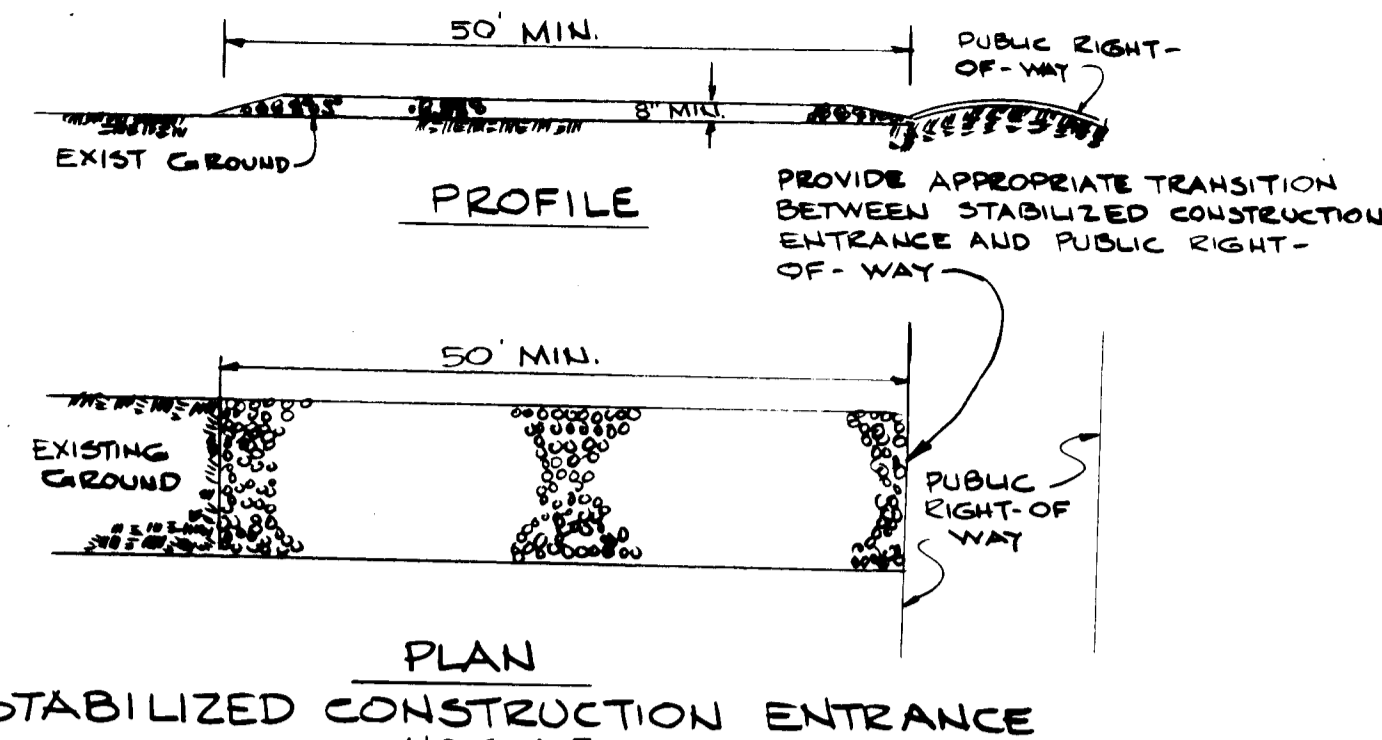 50' MIN.
PUBLIC RIGHT-
OF-WAY
8" MIN.
EXIST GROUND
PROFILE
PROVIDE APPROPRIATE TRANSITION
BETWEEN STABILIZED CONSTRUCTION
ENTRANCE AND PUBLIC RIGHT-
OF-WAY
50' MIN.
EXISTING
GROUND
PUBLIC
RIGHT-OF
WAY
PLAN
STABILIZED CONSTRUCTION ENTRANCE